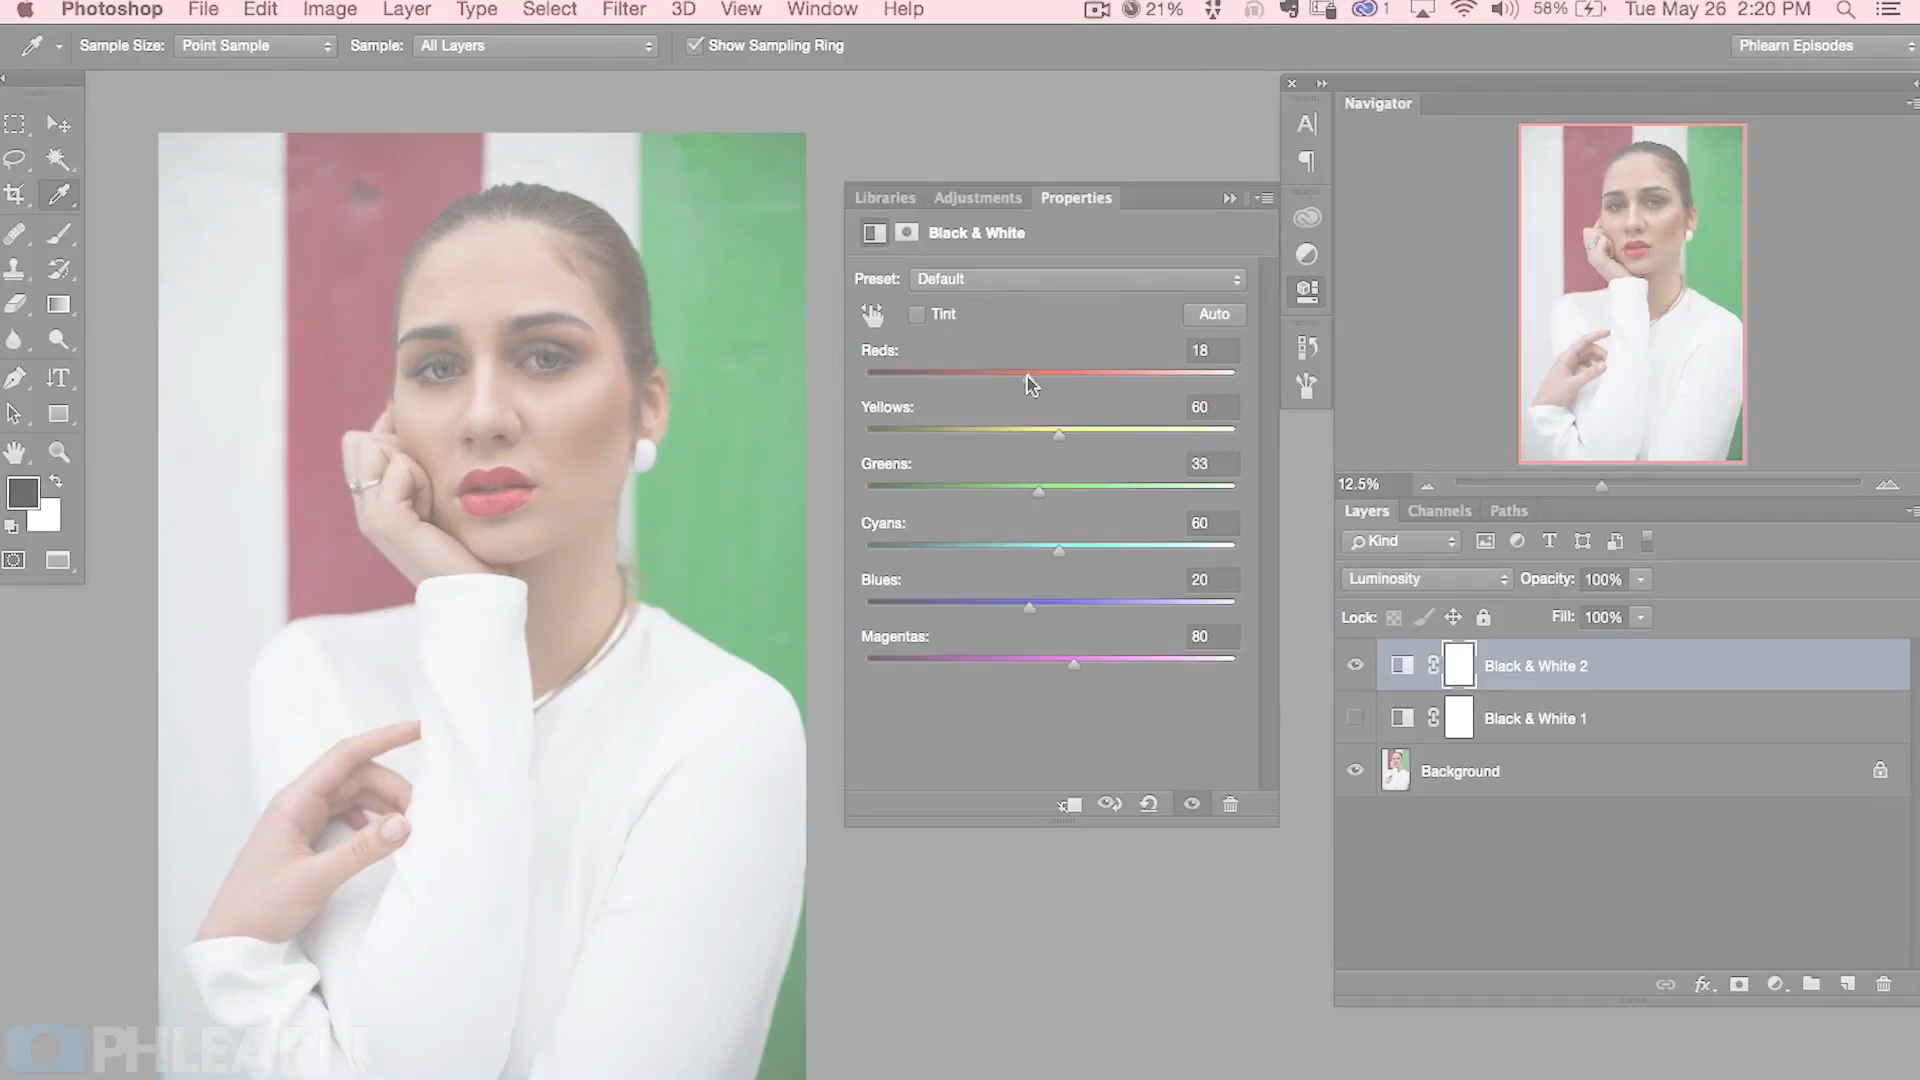 Photoshop File Edit Image Layer Type Select Filter 3D View Window Help 21% 1 58% Tue May 26 2:20 PM
Sample Size: Point Sample Sample: All Layers Show Sampling Ring Phlearn Episodes
Navigator
Libraries Adjustments Properties
Black & White
Preset: Default
Tint Auto
Reds: 18
Yellows: 60
Greens: 33
Cyans: 60
Blues: 20
Magentas: 80
12.5%
Layers Channels Paths
Kind
Luminosity Opacity: 100%
Lock: Fill: 100%
Black & White 2
Black & White 1
Background
PHLEARN